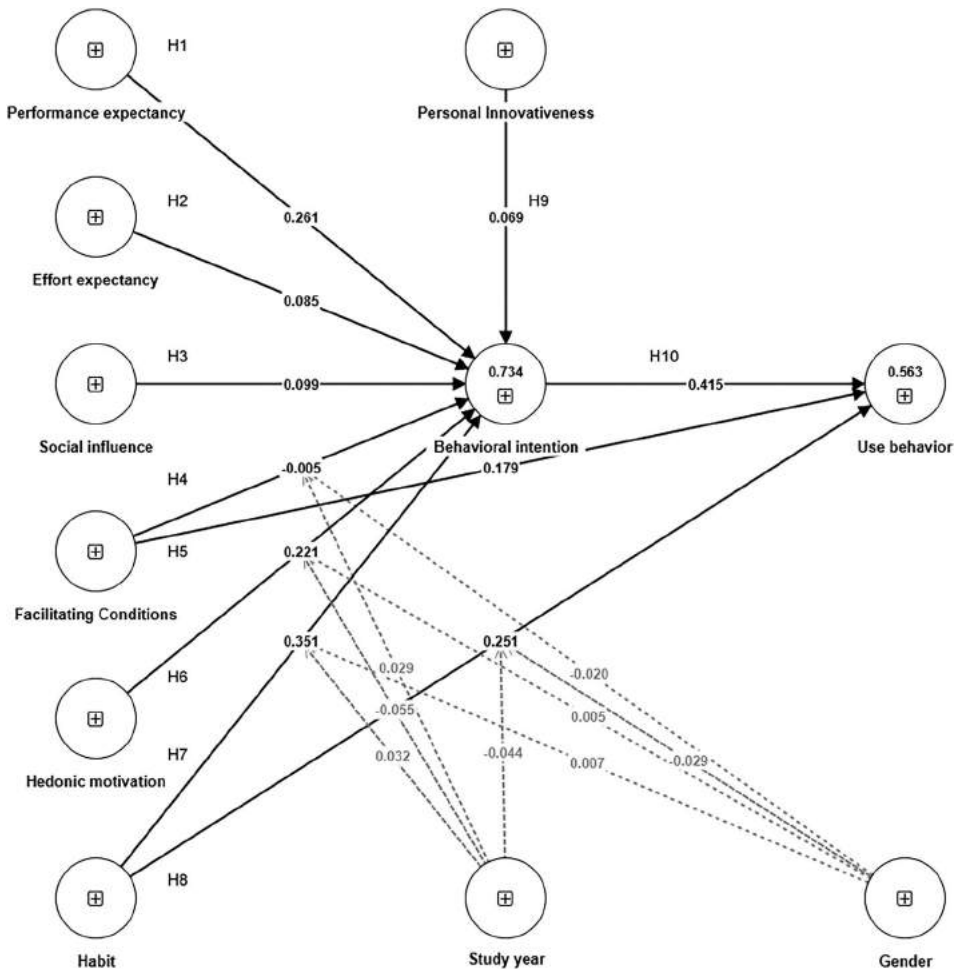 H1
Performance expectancy
Personal Innovativeness
H2
H9
0.261
0.069
Effort expectancy
0.085
H3
H10
0.734
0.563
0.099
0.415
Social influence
Behavioral intention
Use behavior
H4
-0.005
0.179
H5
0.221
Facilitating Conditions
0.351
0.251
H6
0.029
-0.020
-0.055
0.005
H7
0.032
-0.044
0.007
-0.029
Hedonic motivation
H8
Habit
Study year
Gender